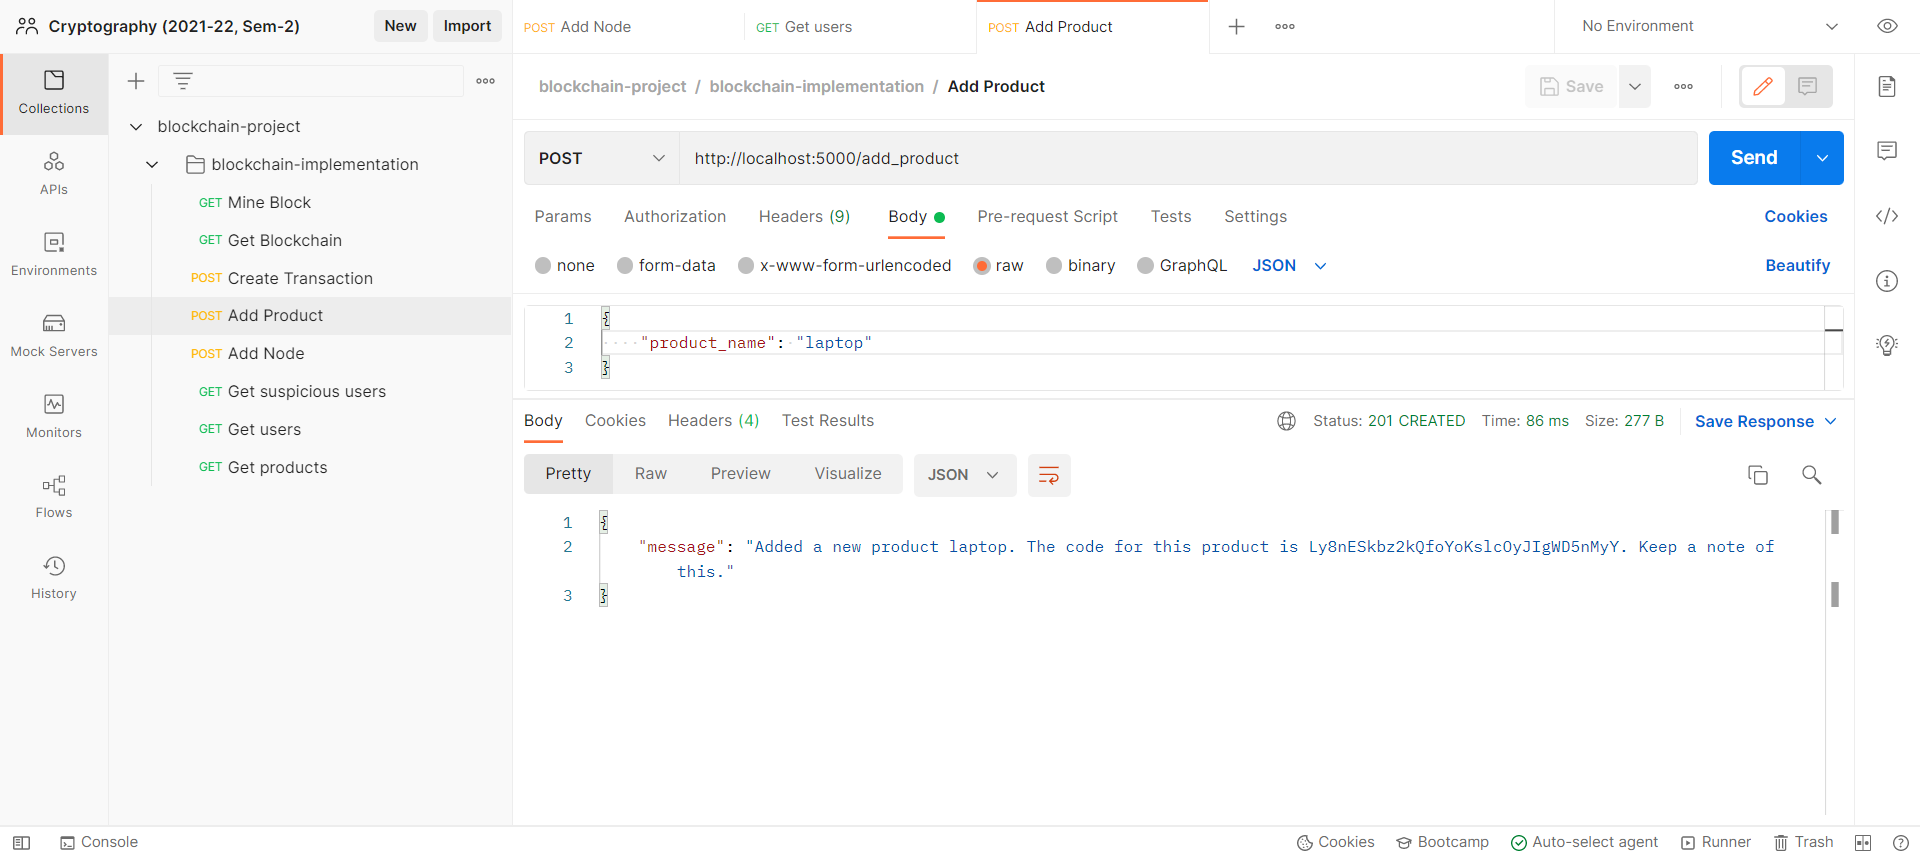 Cryptography (2021-22, Sem-2)
New
Import
POST Add Node
GET Get users
POST Add Product
No Environment
Collections
APIs
Environments
Mock Servers
Monitors
Flows
History
blockchain-project
blockchain-implementation
GET Mine Block
GET Get Blockchain
POST Create Transaction
POST Add Product
POST Add Node
GET Get suspicious users
GET Get users
GET Get products
blockchain-project / blockchain-implementation / Add Product
Save
POST
http://localhost:5000/add_product
Send
Params
Authorization
Headers (9)
Body
Pre-request Script
Tests
Settings
Cookies
none
form-data
x-www-form-urlencoded
raw
binary
GraphQL
JSON
Beautify
1 {
2 "product_name": "laptop"
3 }
Body
Cookies
Headers (4)
Test Results
Status: 201 CREATED
Time: 86 ms
Size: 277 B
Save Response
Pretty
Raw
Preview
Visualize
JSON
1 {
2 "message": "Added a new product laptop. The code for this product is Ly8nESkbz2kQfoYoKslcOyJIgWD5nMyY. Keep a note of
this."
3 }
Console
Cookies
Bootcamp
Auto-select agent
Runner
Trash